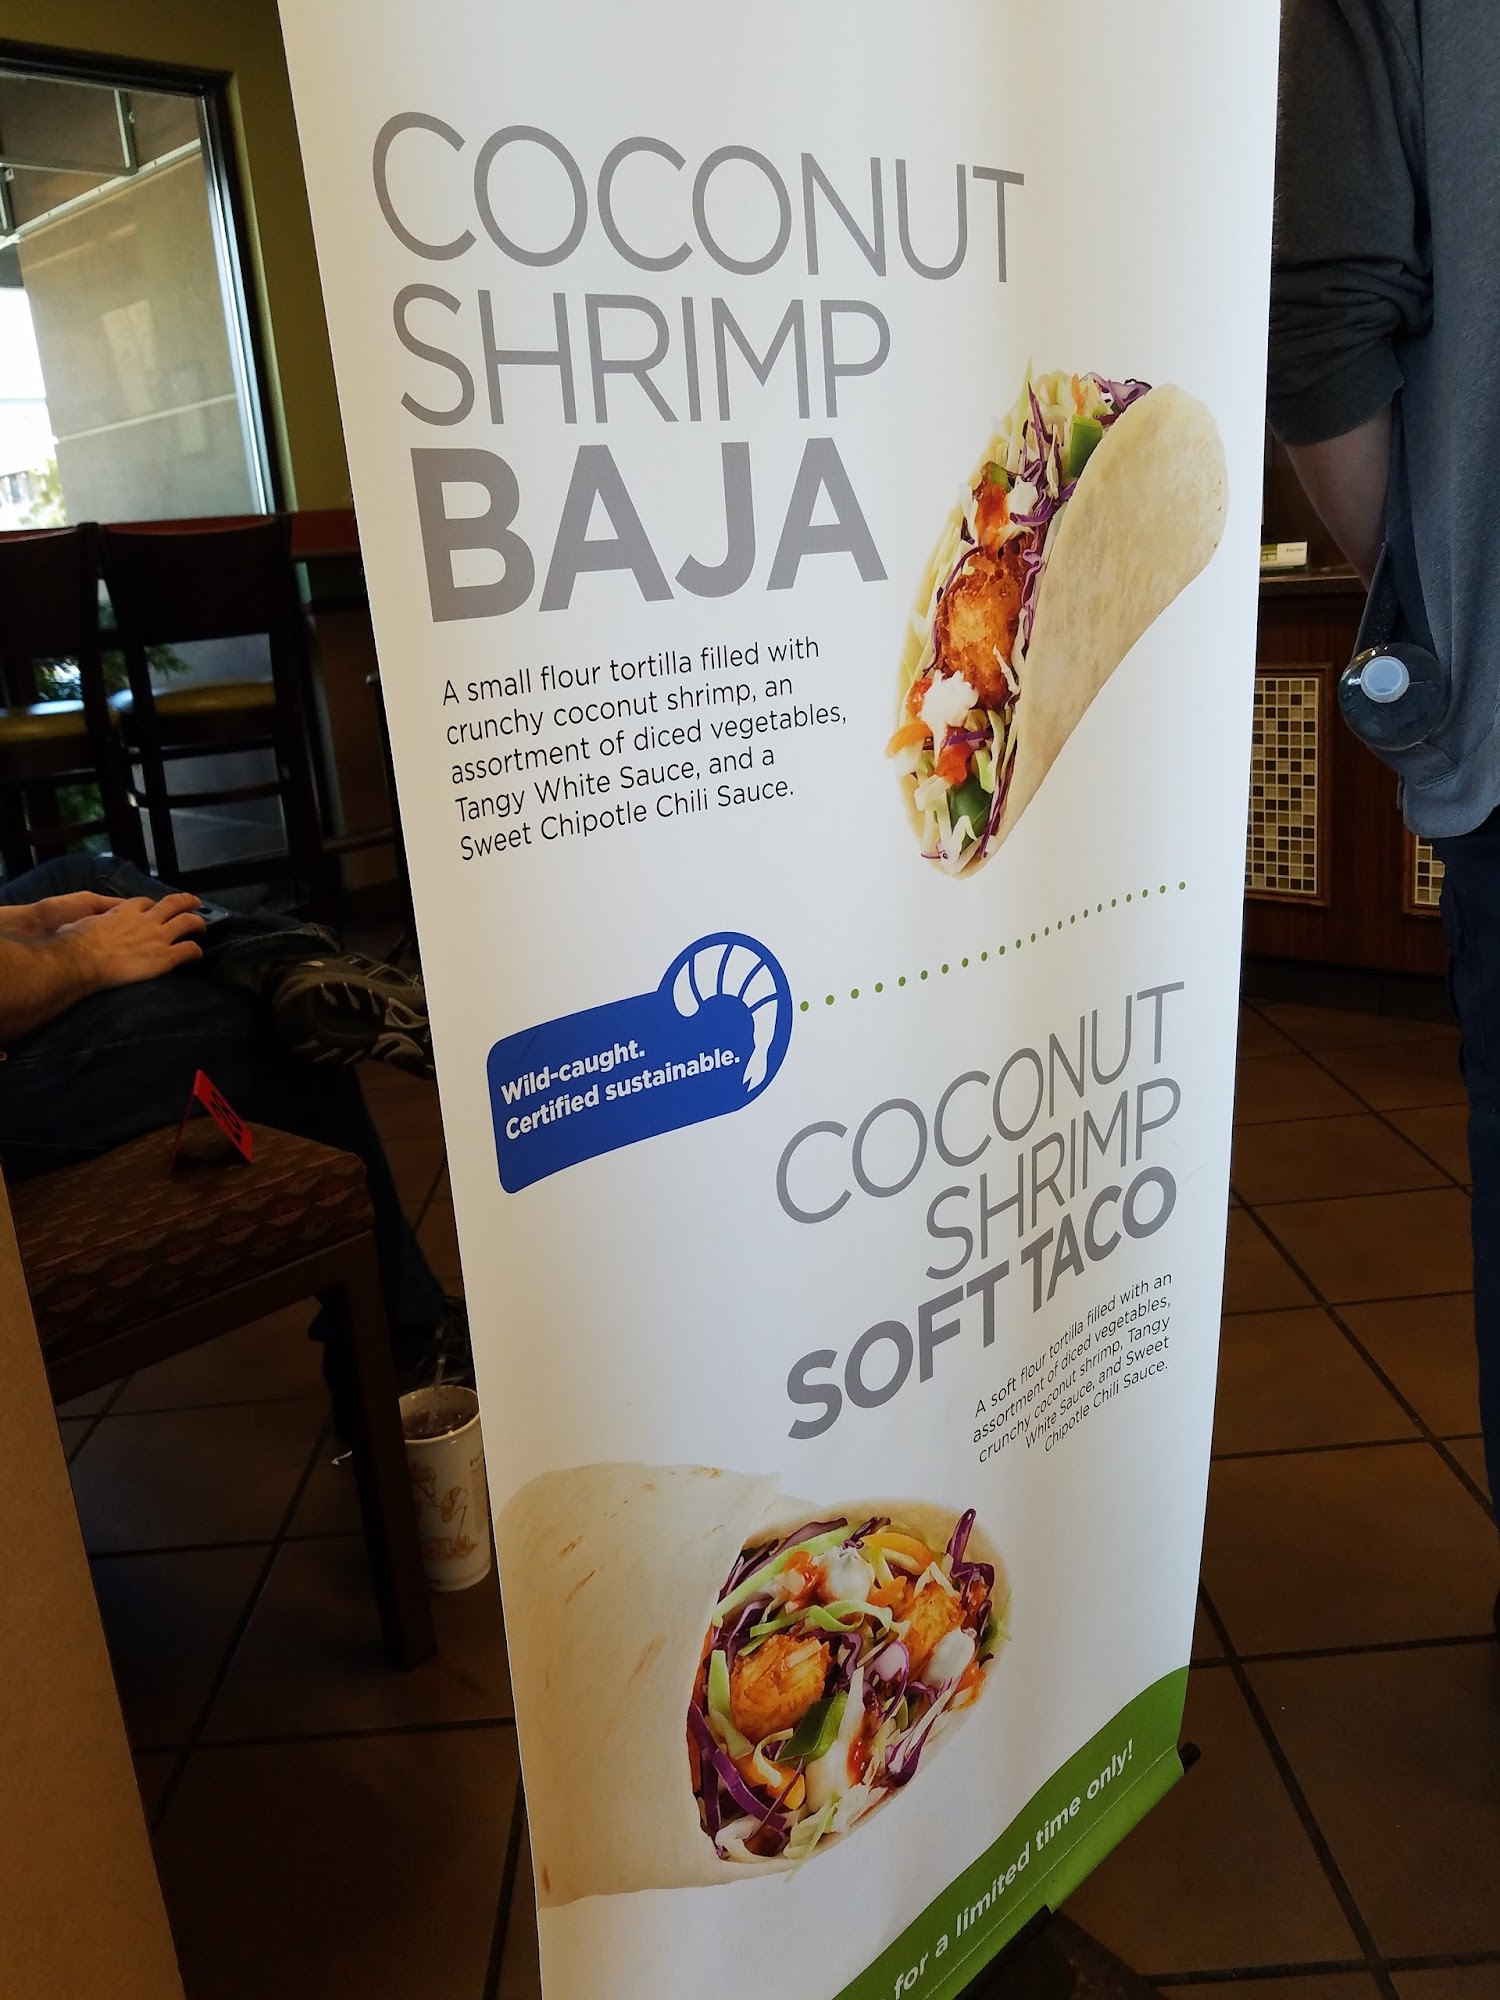 COCONUT
SHRIMP
BAJA
A small flour tortilla filled with
crunchy coconut shrimp, an
assortment of diced vegetables,
Tangy White Sauce, and a
Sweet Chipotle Chili Sauce.
Wild-caught.
Certified sustainable.
COCONUT
SHRIMP
SOFT TACO
A soft flour tortilla filled with an
assortment of diced vegetables,
crunchy coconut shrimp, Tangy
White Sauce, and Sweet
Chipotle Chili Sauce.
for a limited time only!